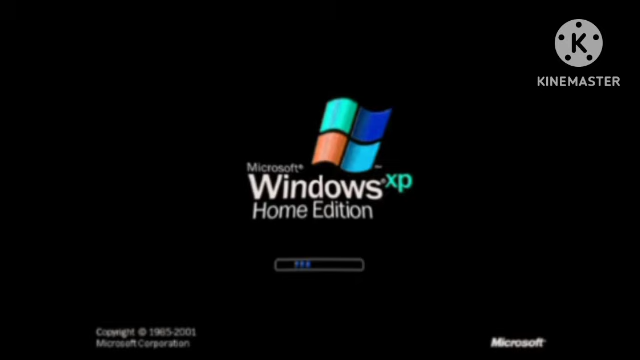 K
KINEMASTER
Microsoft®
Windows® xp
Home Edition
Copyright © 1985-2001
Microsoft Corporation
Microsoft®